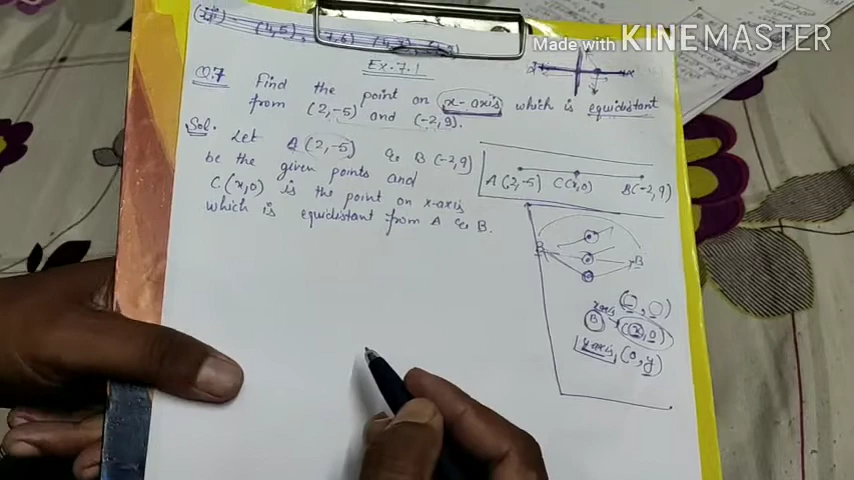 Made with KINEMASTER
Ex-7.1
Q.7 Find the point on x-axis which is equidistant
from (2,-5) and (-2,9).
Sol. Let A(2,-5) & B(-2,9)
be the given points and
C(x,0) is the point on x-axis
which is equidistant from A & B.
A(2,-5) C(x,0) B(-2,9)
B B
x-axis
B (x,0)
y-axis (0,y)